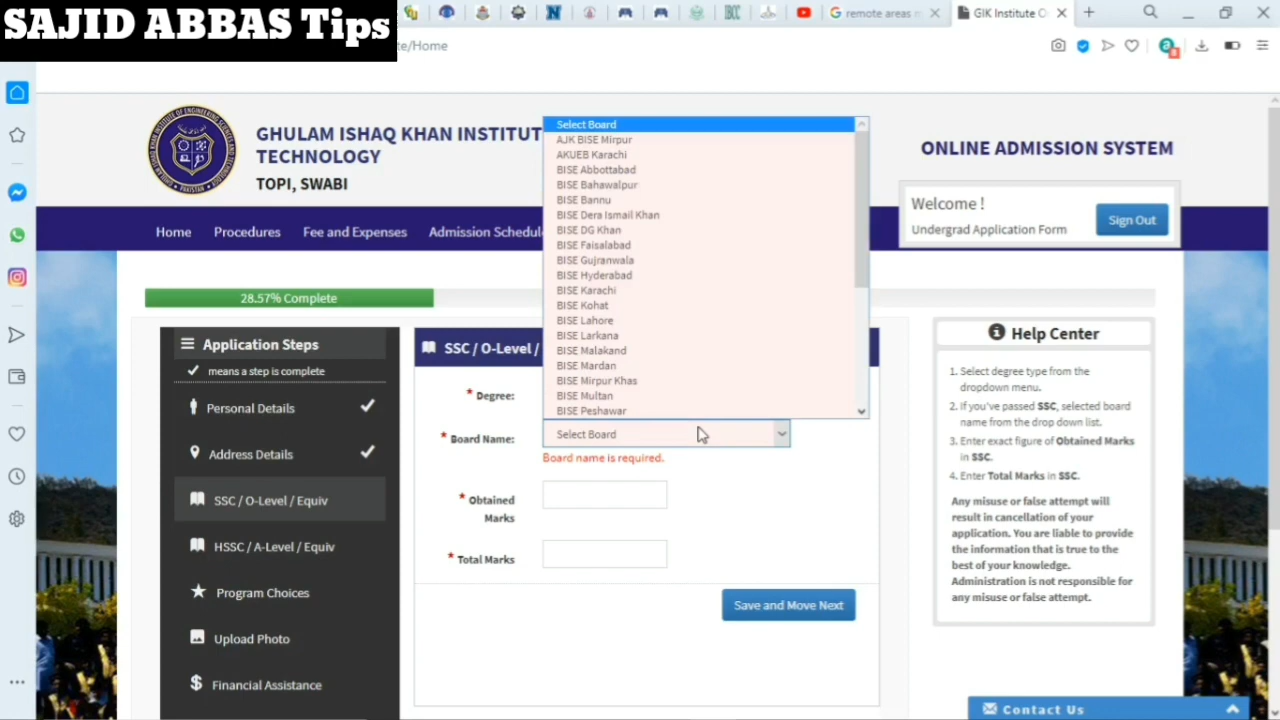 SAJID ABBAS Tips
remote areas
GIK Institute O
te/Home
GHULAM ISHAQ KHAN INSTITUT
TECHNOLOGY
TOPI, SWABI
ONLINE ADMISSION SYSTEM
Welcome !
Undergrad Application Form
Sign Out
Home
Procedures
Fee and Expenses
Admission Schedul
28.57% Complete
Application Steps
means a step is complete
Personal Details
Address Details
SSC / O-Level / Equiv
HSSC / A-Level / Equiv
Program Choices
Upload Photo
Financial Assistance
SSC / O-Level /
* Degree:
Select Board
AJK BISE Mirpur
AKUEB Karachi
BISE Abbottabad
BISE Bahawalpur
BISE Bannu
BISE Dera Ismail Khan
BISE DG Khan
BISE Faisalabad
BISE Gujranwala
BISE Hyderabad
BISE Karachi
BISE Kohat
BISE Lahore
BISE Larkana
BISE Malakand
BISE Mardan
BISE Mirpur Khas
BISE Multan
BISE Peshawar
* Board Name:
Select Board
Board name is required.
* Obtained
Marks
* Total Marks
Save and Move Next
Help Center
1. Select degree type from the
dropdown menu.
2. If you've passed SSC, selected board
name from the drop down list.
3. Enter exact figure of Obtained Marks
in SSC.
4. Enter Total Marks in SSC.
Any misuse or false attempt will
result in cancellation of your
application. You are liable to provide
the information that is true to the
best of your knowledge.
Administration is not responsible for
any misuse or false attempt.
Contact Us